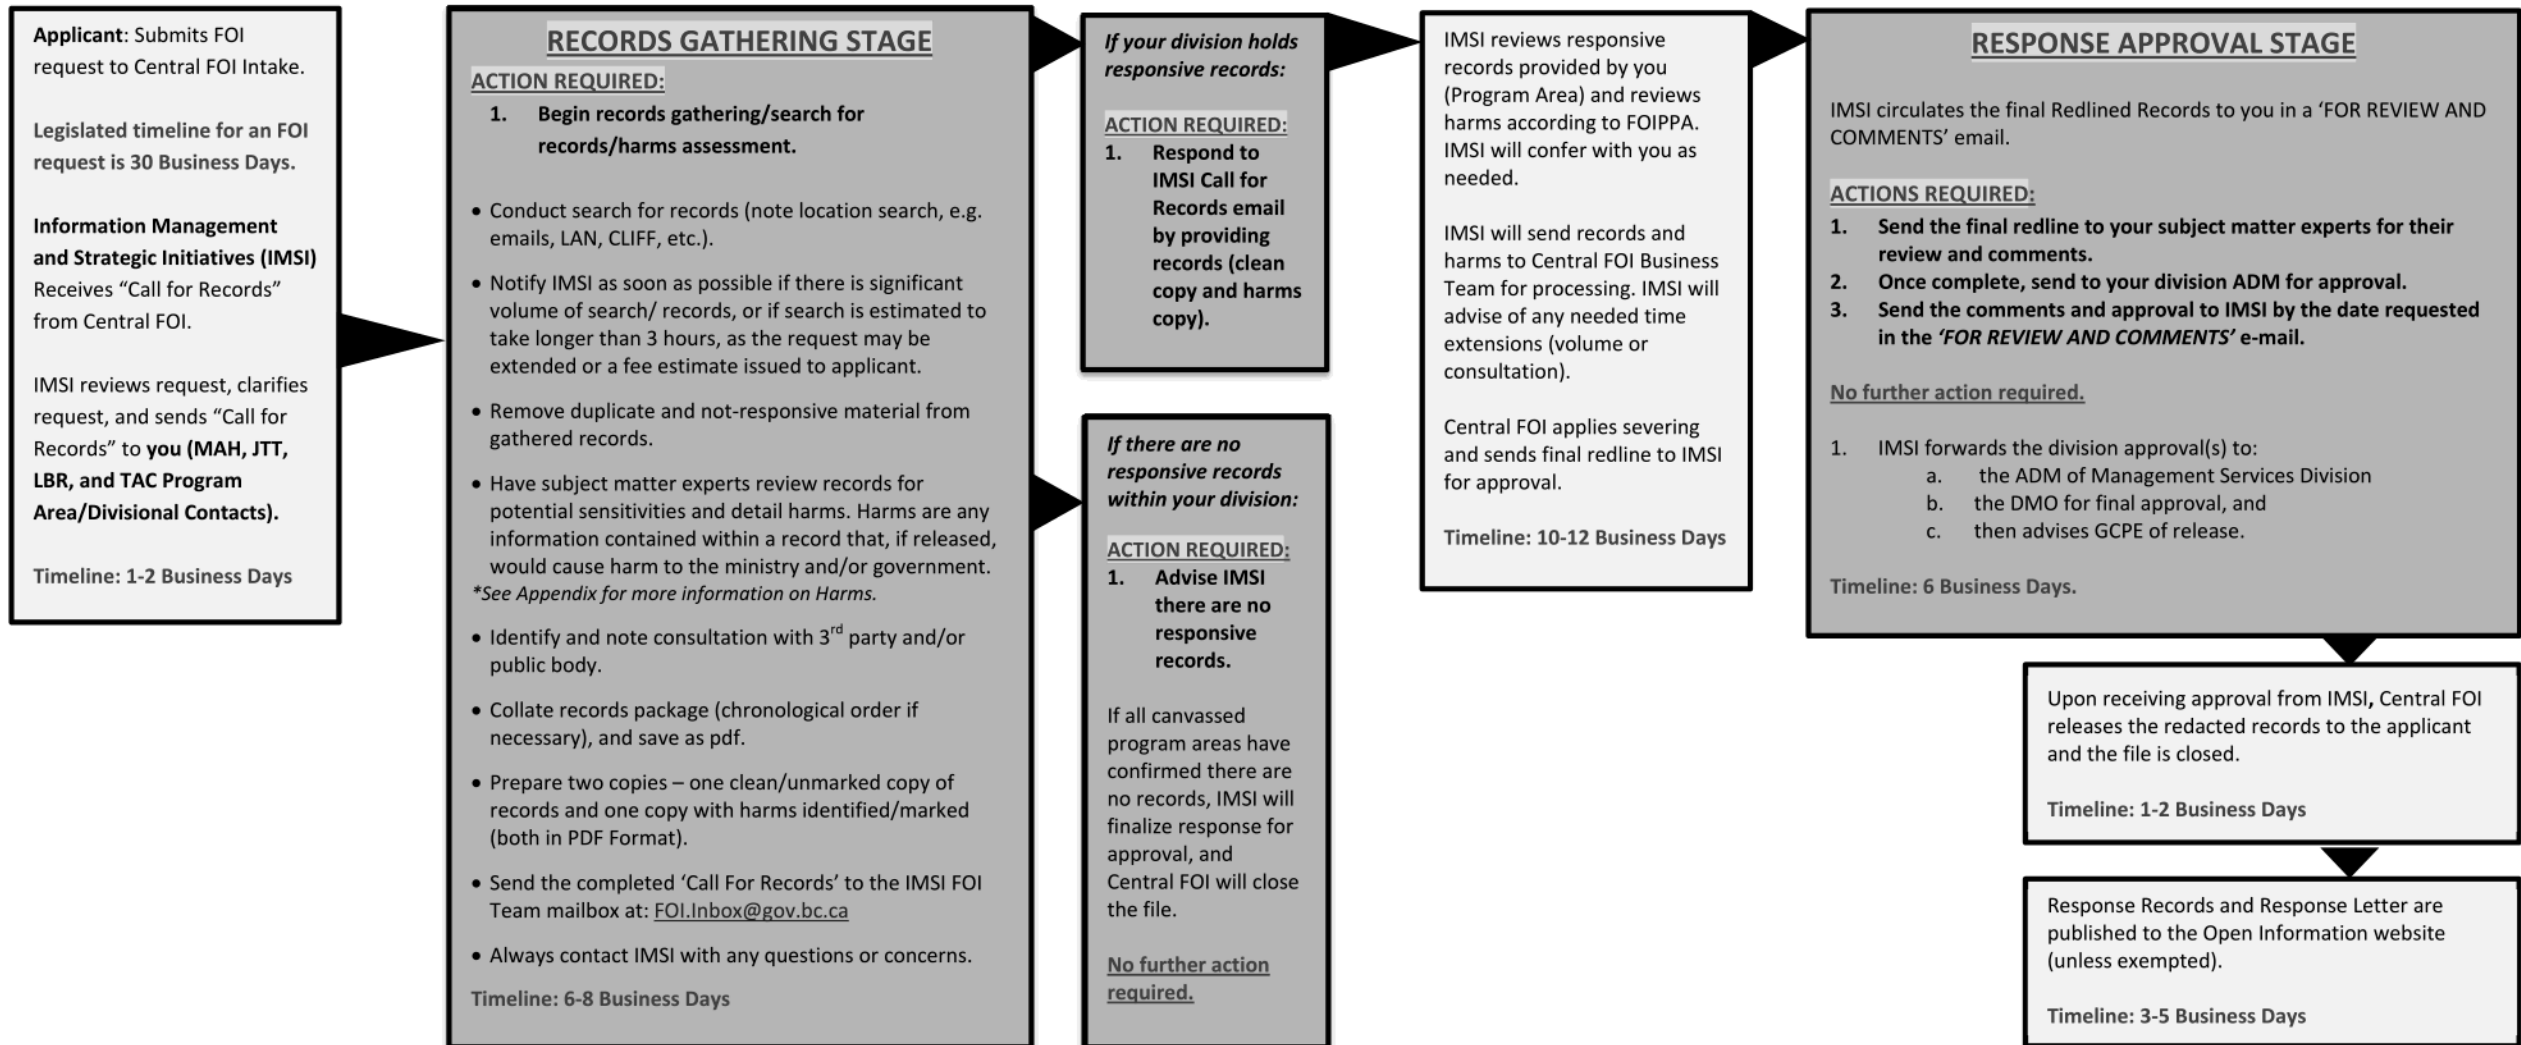 Applicant: Submits FOI
request to Central FOI Intake.
Legislated timeline for an FOI
request is 30 Business Days.
Information Management
and Strategic Initiatives (IMSI)
Receives “Call for Records”
from Central FOI.
IMSI reviews request, clarifies
request, and sends “Call for
Records” to you (MAH, JTT,
LBR, and TAC Program
Area/Divisional Contacts).
Timeline: 1-2 Business Days
RECORDS GATHERING STAGE
ACTION REQUIRED:
1. Begin records gathering/search for
records/harms assessment.
• Conduct search for records (note location search, e.g.
emails, LAN, CLIFF, etc.).
• Notify IMSI as soon as possible if there is significant
volume of search/ records, or if search is estimated to
take longer than 3 hours, as the request may be
extended or a fee estimate issued to applicant.
• Remove duplicate and not-responsive material from
gathered records.
• Have subject matter experts review records for
potential sensitivities and detail harms. Harms are any
information contained within a record that, if released,
would cause harm to the ministry and/or government.
*See Appendix for more information on Harms.
• Identify and note consultation with 3rd party and/or
public body.
• Collate records package (chronological order if
necessary), and save as pdf.
• Prepare two copies – one clean/unmarked copy of
records and one copy with harms identified/marked
(both in PDF Format).
• Send the completed ‘Call For Records’ to the IMSI FOI
Team mailbox at: FOI.Inbox@gov.bc.ca
• Always contact IMSI with any questions or concerns.
Timeline: 6-8 Business Days
If your division holds
responsive records:
ACTION REQUIRED:
1. Respond to
IMSI Call for
Records email
by providing
records (clean
copy and harms
copy).
If there are no
responsive records
within your division:
ACTION REQUIRED:
1. Advise IMSI
there are no
responsive
records.
If all canvassed
program areas have
confirmed there are
no records, IMSI will
finalize response for
approval, and
Central FOI will close
the file.
No further action
required.
IMSI reviews responsive
records provided by you
(Program Area) and reviews
harms according to FOIPPA.
IMSI will confer with you as
needed.
IMSI will send records and
harms to Central FOI Business
Team for processing. IMSI will
advise of any needed time
extensions (volume or
consultation).
Central FOI applies severing
and sends final redline to IMSI
for approval.
Timeline: 10-12 Business Days
RESPONSE APPROVAL STAGE
IMSI circulates the final Redlined Records to you in a ‘FOR REVIEW AND
COMMENTS’ email.
ACTIONS REQUIRED:
1. Send the final redline to your subject matter experts for their
review and comments.
2. Once complete, send to your division ADM for approval.
3. Send the comments and approval to IMSI by the date requested
in the ‘FOR REVIEW AND COMMENTS’ e-mail.
No further action required.
1. IMSI forwards the division approval(s) to:
a. the ADM of Management Services Division
b. the DMO for final approval, and
c. then advises GCPE of release.
Timeline: 6 Business Days.
Upon receiving approval from IMSI, Central FOI
releases the redacted records to the applicant
and the file is closed.
Timeline: 1-2 Business Days
Response Records and Response Letter are
published to the Open Information website
(unless exempted).
Timeline: 3-5 Business Days